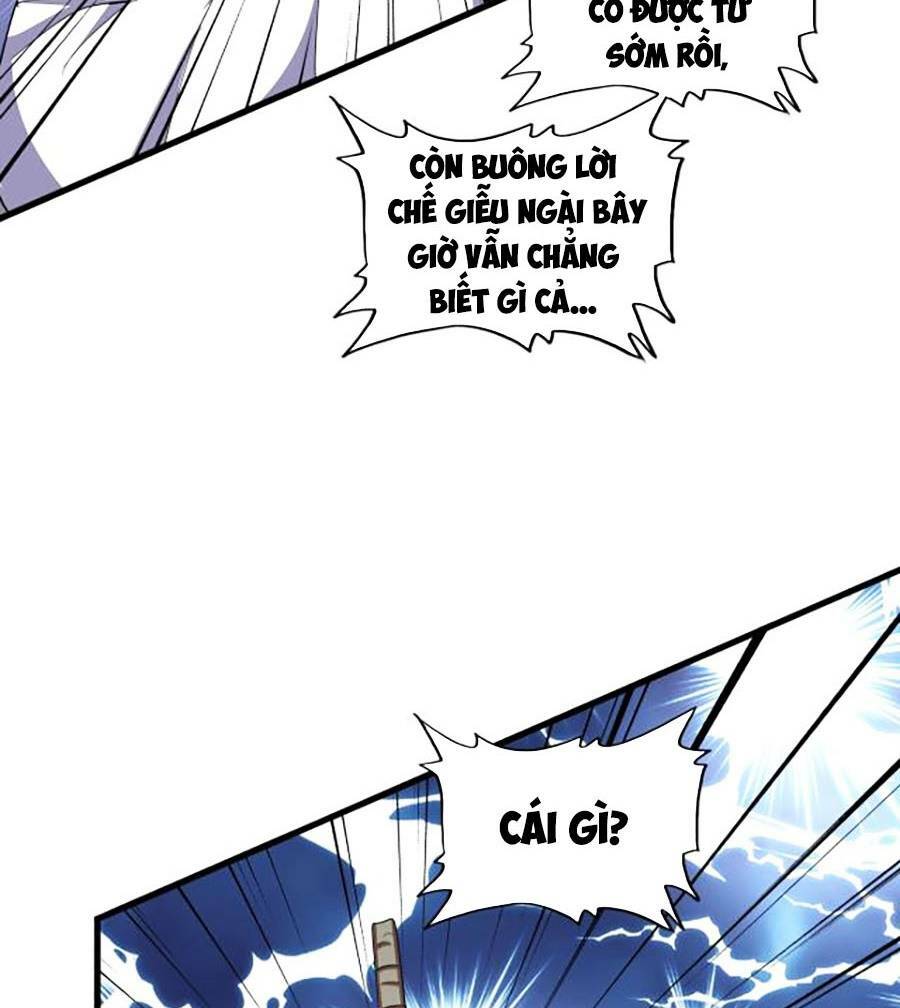 CÓ ĐƯỢC TỪ
SỚM RỒI,
CÒN BUÔNG LỜI
CHẾ GIỄU NGÀI BÂY
GIỜ VẪN CHẲNG
BIẾT GÌ CẢ...
CÁI GÌ?